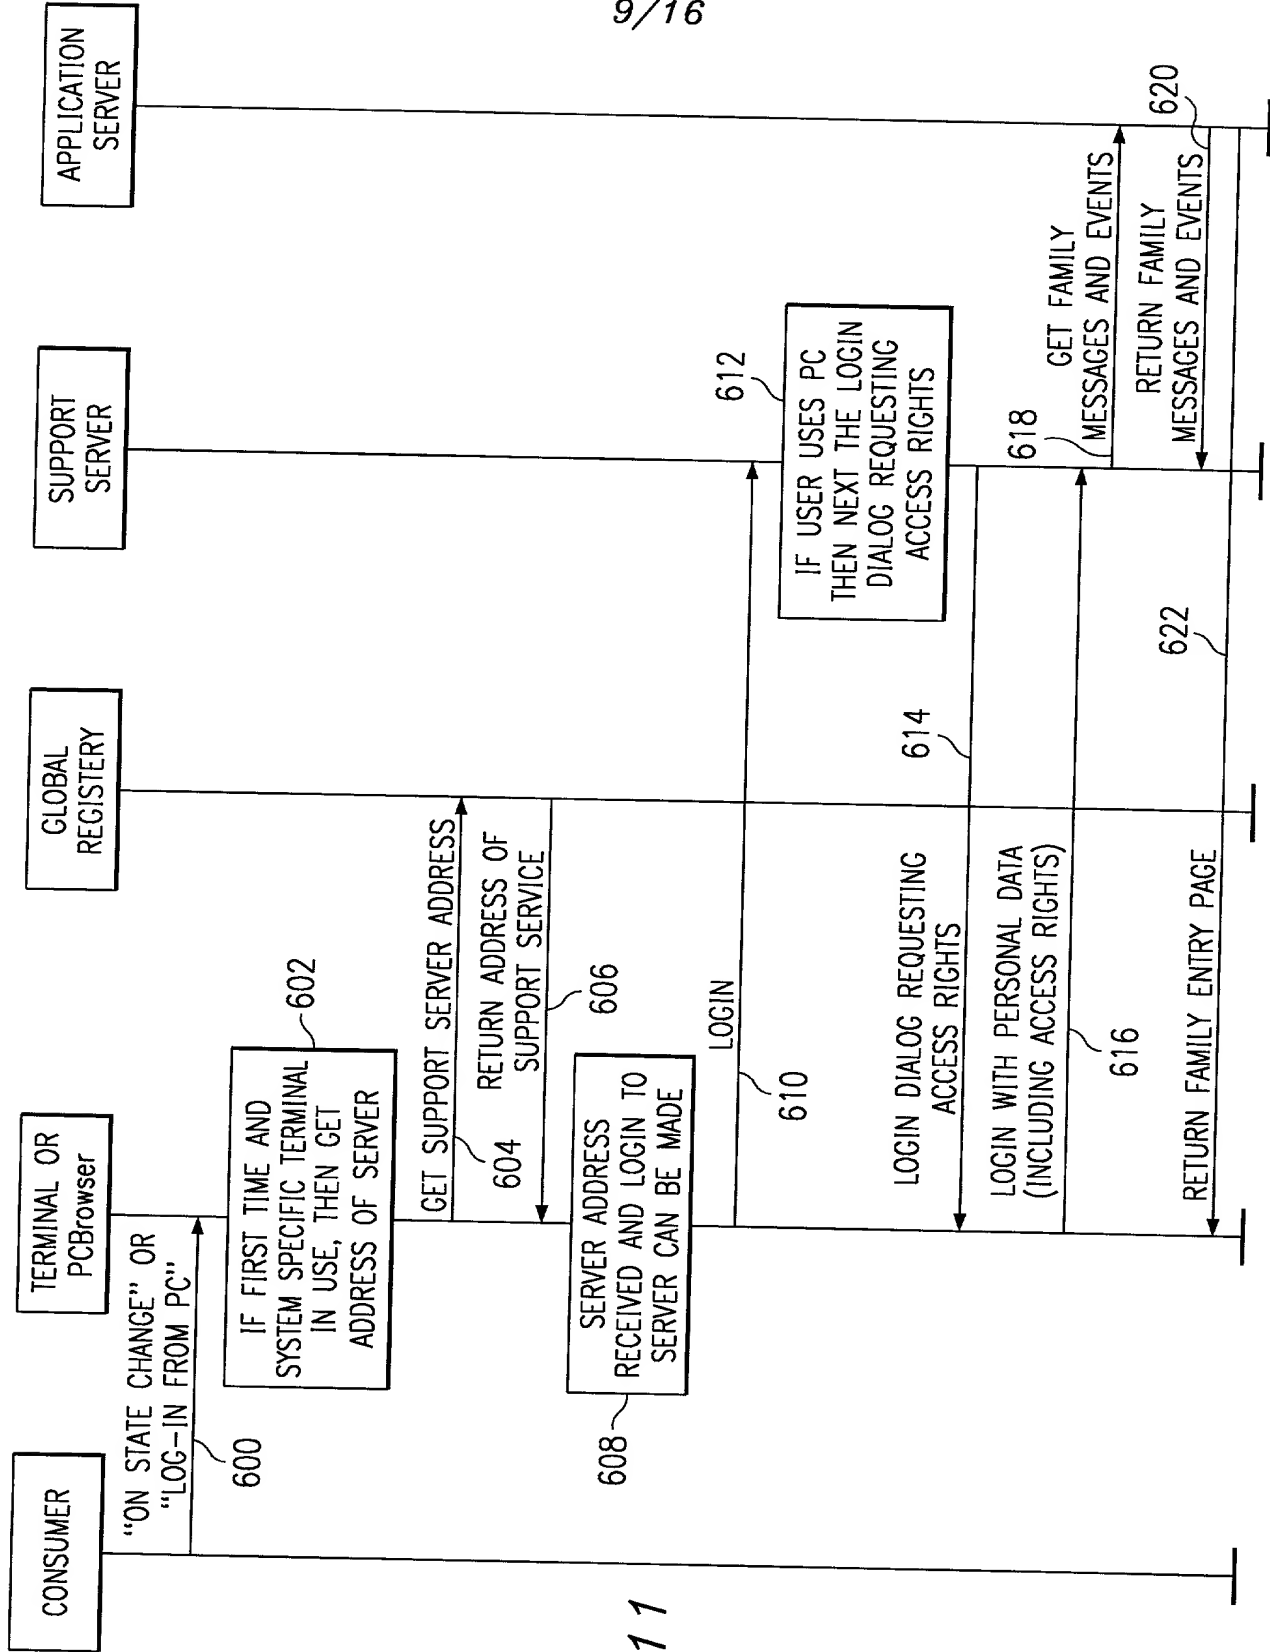 9/16
CONSUMER
TERMINAL OR
PCBrowser
GLOBAL
REGISTERY
SUPPORT
SERVER
APPLICATION
SERVER
“ON STATE CHANGE” OR
“LOG-IN FROM PC”
600
IF FIRST TIME AND
SYSTEM SPECIFIC TERMINAL
IN USE, THEN GET
ADDRESS OF SERVER
602
GET SUPPORT SERVER ADDRESS
604
RETURN ADDRESS OF
SUPPORT SERVICE
606
SERVER ADDRESS
RECEIVED AND LOGIN TO
SERVER CAN BE MADE
608
LOGIN
610
612
IF USER USES PC
THEN NEXT THE LOGIN
DIALOG REQUESTING
ACCESS RIGHTS
LOGIN DIALOG REQUESTING
ACCESS RIGHTS
614
LOGIN WITH PERSONAL DATA
(INCLUDING ACCESS RIGHTS)
616
618
GET FAMILY
MESSAGES AND EVENTS
RETURN FAMILY
MESSAGES AND EVENTS
620
RETURN FAMILY ENTRY PAGE
622
11